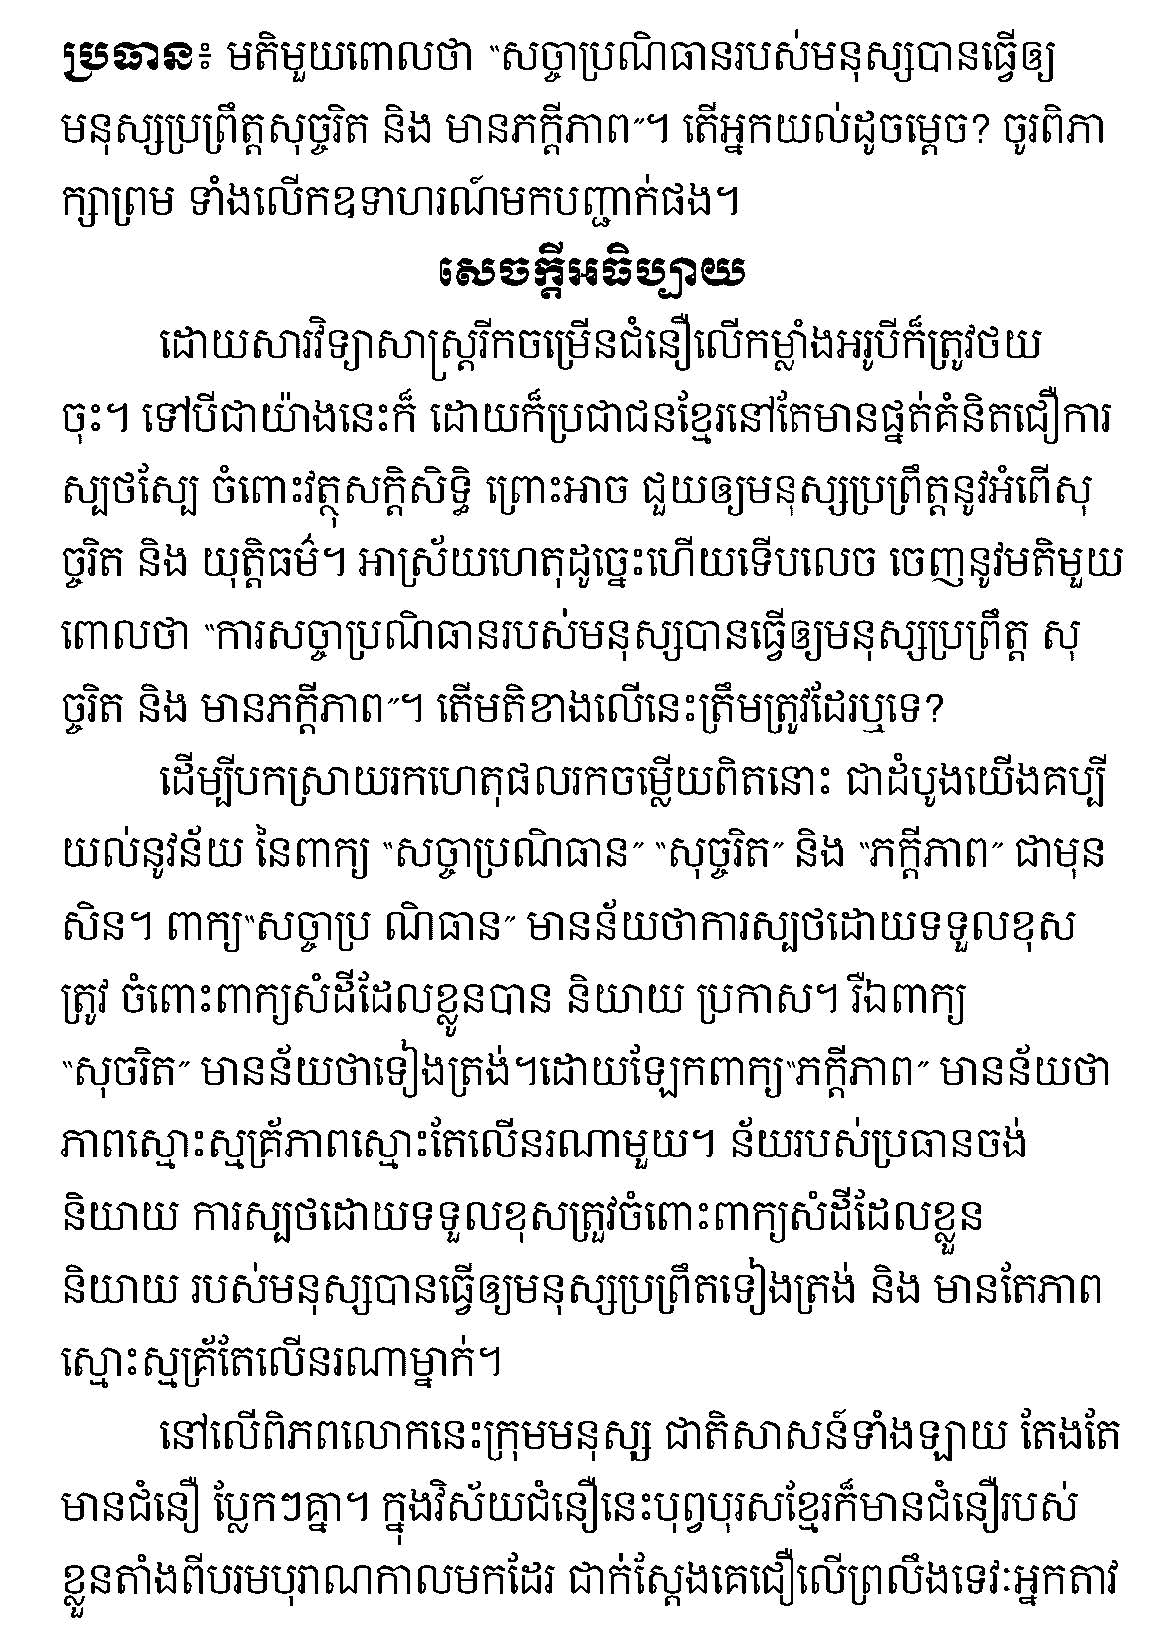 ប្រធាន៖ មតិមួយពោលថា “សច្ចាប្រណិធានរបស់មនុស្សបានធ្វើឲ្យ
មនុស្សប្រព្រឹត្តសុច្ចរិត និង មានភក្តីភាព”។ តើអ្នកយល់ដូចម្តេច? ចូរពិភា
ក្សាព្រម ទាំងលើកឧទាហរណ៍មកបញ្ជាក់ផង។
សេចក្តីអធិប្បាយ
ដោយសារវិទ្យាសាស្ត្ររីកចម្រើនជំនឿលើកម្លាំងអរូបីក៏ត្រូវថយ
ចុះ។ ទៅបីជាយ៉ាងនេះក៏ ដោយក៏ប្រជាជនខ្មែរនៅតែមានផ្នត់គំនិតជឿការ
ស្បថស្បែ ចំពោះវត្ថុសក្តិសិទ្ធិ ព្រោះអាច ជួយឲ្យមនុស្សប្រព្រឹត្តនូវអំពើសុ
ច្ចរិត និង យុត្តិធម៌។ អាស្រ័យហេតុដូច្នេះហើយទើបលេច ចេញនូវមតិមួយ
ពោលថា “ការសច្ចាប្រណិធានរបស់មនុស្សបានធ្វើឲ្យមនុស្សប្រព្រឹត្ត សុ
ច្ចរិត និង មានភក្តីភាព”។ តើមតិខាងលើនេះត្រឹមត្រូវដែរឬទេ?
ដើម្បីបកស្រាយរកហេតុផលរកចម្លើយពិតនោះ ជាដំបូងយើងគប្បី
យល់នូវន័យ នៃពាក្យ “សច្ចាប្រណិធាន” “សុច្ចរិត” និង “ភក្តីភាព” ជាមុន
សិន។ ពាក្យ“សច្ចាប្រ ណិធាន” មានន័យថាការស្បថដោយទទួលខុស
ត្រូវ ចំពោះពាក្យសំដីដែលខ្លួនបាន និយាយ ប្រកាស។ រីឯពាក្យ
“សុចរិត” មានន័យថាទៀងត្រង់។ដោយឡែកពាក្យ“ភក្តីភាព” មានន័យថា
ភាពស្មោះស្មគ្រ័ភាពស្មោះតែលើនរណាមួយ។ ន័យរបស់ប្រធានចង់
និយាយ ការស្បថដោយទទួលខុសត្រួវចំពោះពាក្យសំដីដែលខ្លួន
និយាយ របស់មនុស្សបានធ្វើឲ្យមនុស្សប្រព្រឹតទៀងត្រង់ និង មានតែភាព
ស្មោះស្មគ្រ័តែលើនរណាម្នាក់។
នៅលើពិភពលោកនេះក្រុមមនុស្ស ជាតិសាសន៍ទាំងឡាយ តែងតែ
មានជំនឿ ប្លែកៗគ្នា។ ក្នុងវិស័យជំនឿនេះបុព្វបុរសខ្មែរក៏មានជំនឿរបស់
ខ្លួនតាំងពីបរមបុរាណកាលមកដែរ ជាក់ស្តែងគេជឿលើព្រលឹងទេវៈអ្នកតាវ